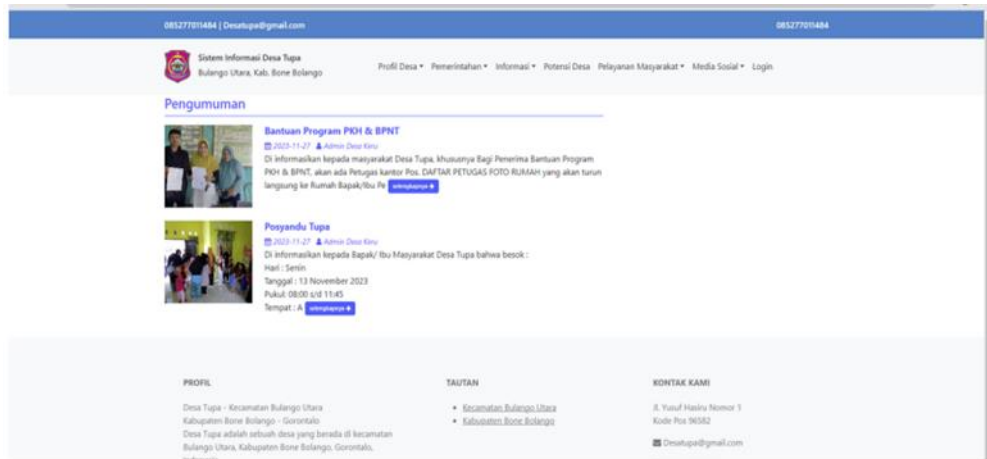 085277011484 | Desatupa@gmail.com
085277011484
Sistem Informasi Desa Tupa
Bulango Utara, Kab. Bone Bolango
Profil Desa Pemerintahan Informasi Potensi Desa Pelayanan Masyarakat Media Sosial Login
Pengumuman
Bantuan Program PKH & BPNT
2023-11-27 Admin Desa Keru
Di informasikan kepada masyarakat Desa Tupa, khususnya Bagi Penerima Bantuan Program
PKH & BPNT, akan ada Petugas kantor Pos. DAFTAR PETUGAS FOTO RUMAH yang akan turun
langsung ke Rumah Bapak/Ibu Pe selengkapnya
Posyandu Tupa
2023-11-27 Admin Desa Keru
Di informasikan kepada Bapak/ Ibu Masyarakat Desa Tupa bahwa besok :
Hari : Senin
Tanggal : 13 November 2023
Pukul: 08:00 s/d 11:45
Tempat : A selengkapnya
PROFIL
Desa Tupa - Kecamatan Bulango Utara
Kabupaten Bone Bolango - Gorontalo
Desa Tupa adalah sebuah desa yang berada di kecamatan
Bulango Utara, Kabupaten Bone Bolango, Gorontalo,
TAUTAN
Kecamatan Bulango Utara
Kabupaten Bone Bolango
KONTAK KAMI
Jl. Yusuf Hasiru Nomor 1
Kode Pos 96582
Desatupa@gmail.com